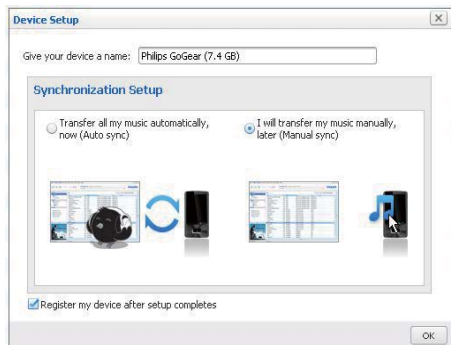 Device Setup
Give your device a name: Philips GoGear (7.4 GB)
Synchronization Setup
Transfer all my music automatically,
now (Auto sync)
I will transfer my music manually,
later (Manual sync)
Register my device after setup completes
OK